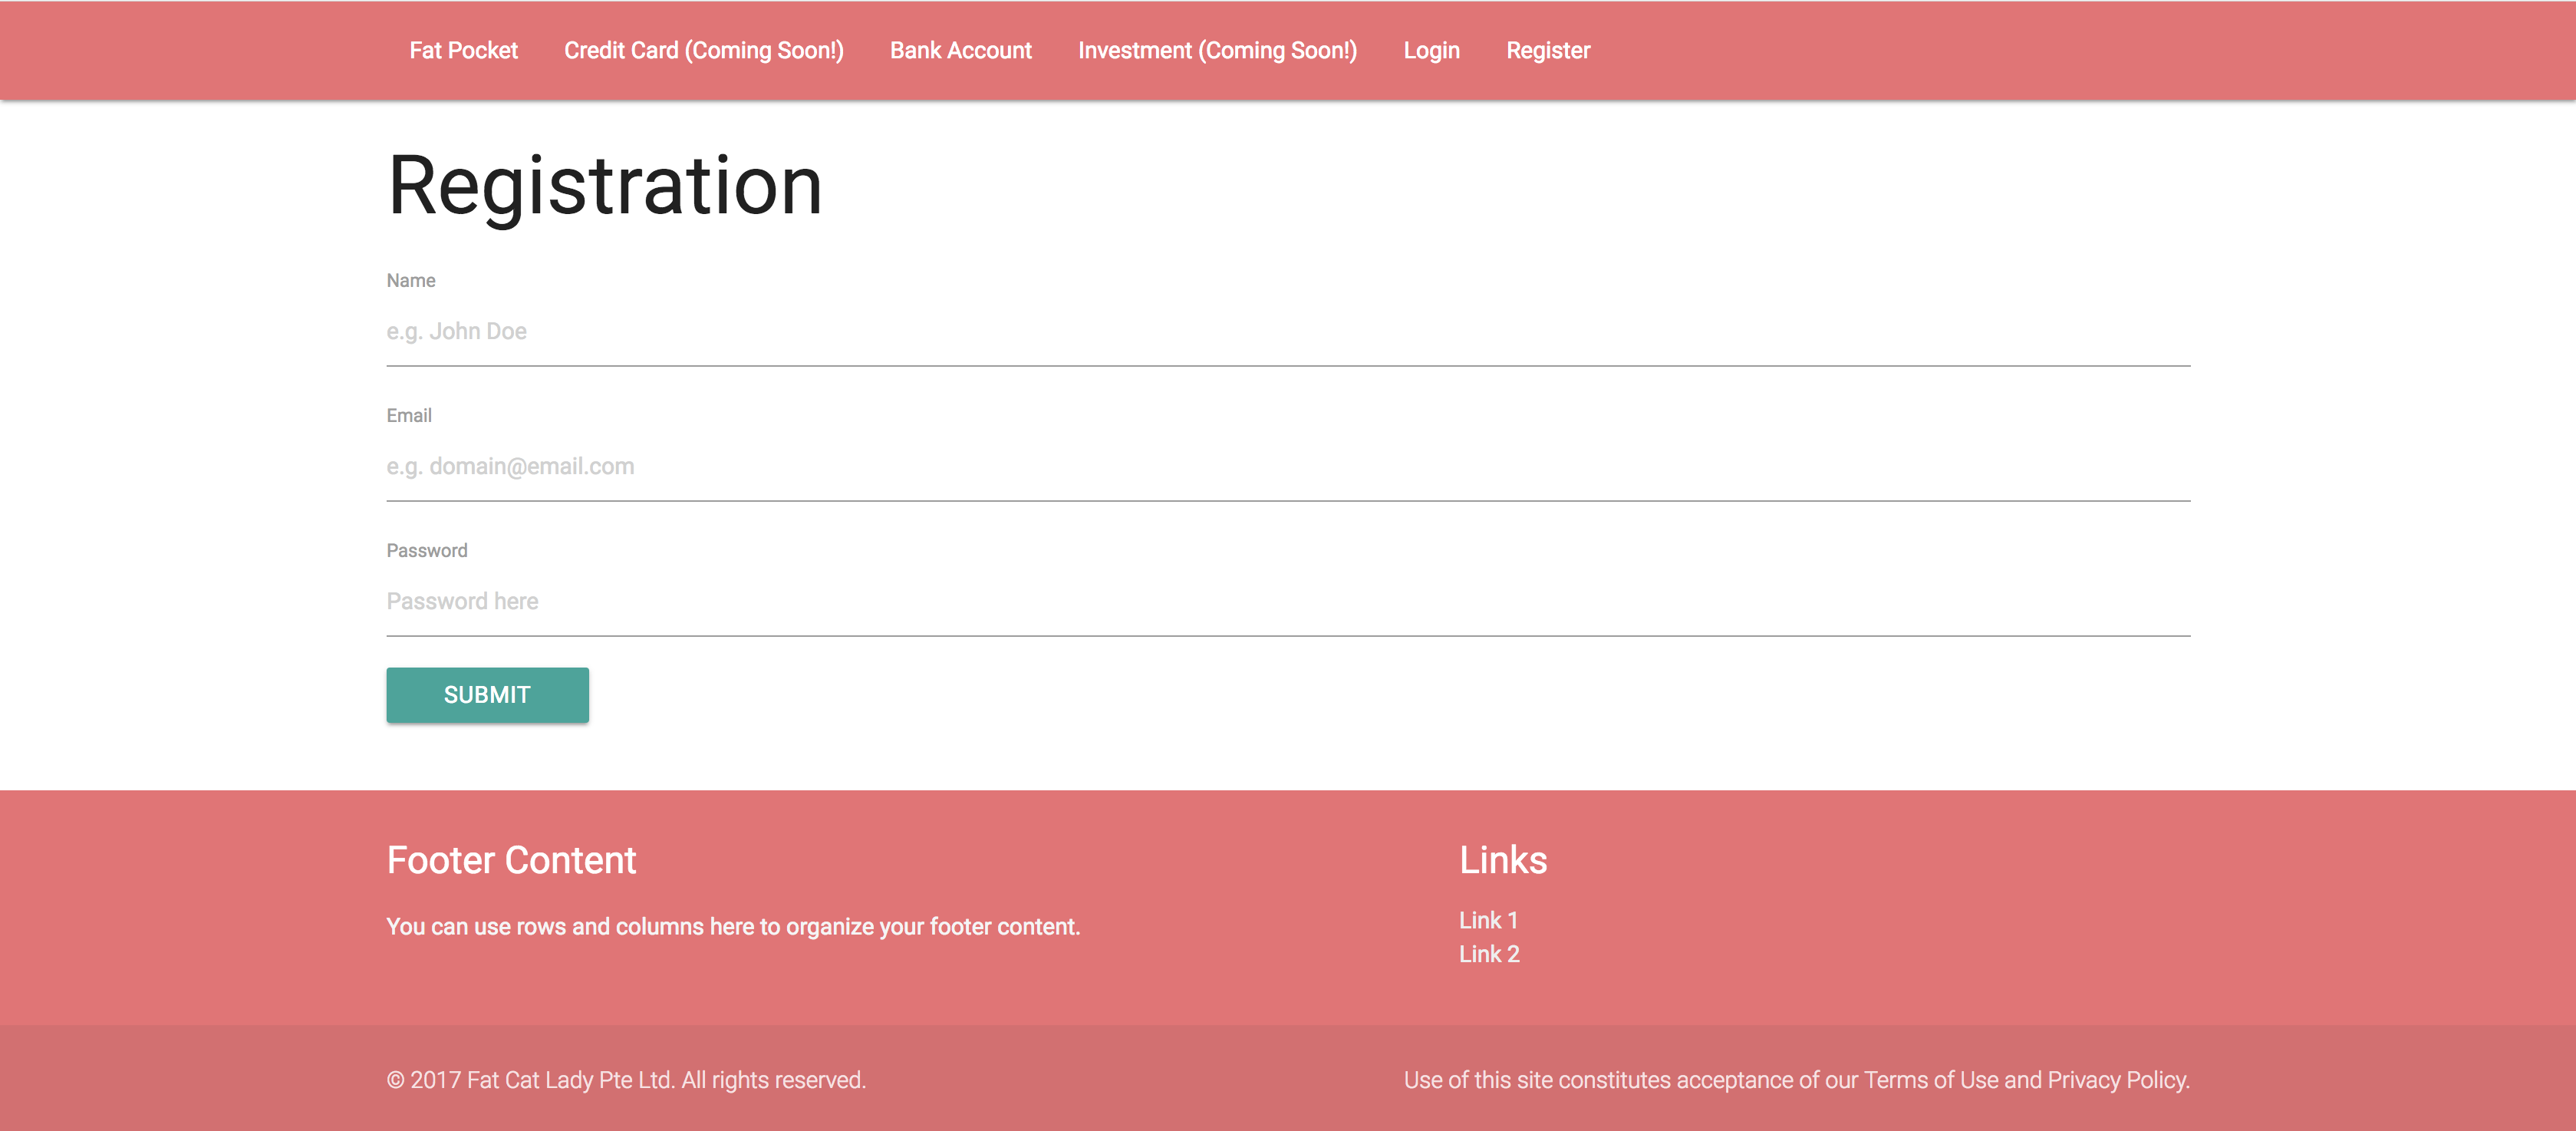 Fat Pocket Credit Card (Coming Soon!) Bank Account Investment (Coming Soon!) Login Register
Registration
Name
e.g. John Doe
Email
e.g. domain@email.com
Password
Password here
SUBMIT
Footer Content
You can use rows and columns here to organize your footer content.
Links
Link 1
Link 2
© 2017 Fat Cat Lady Pte Ltd. All rights reserved.
Use of this site constitutes acceptance of our Terms of Use and Privacy Policy.